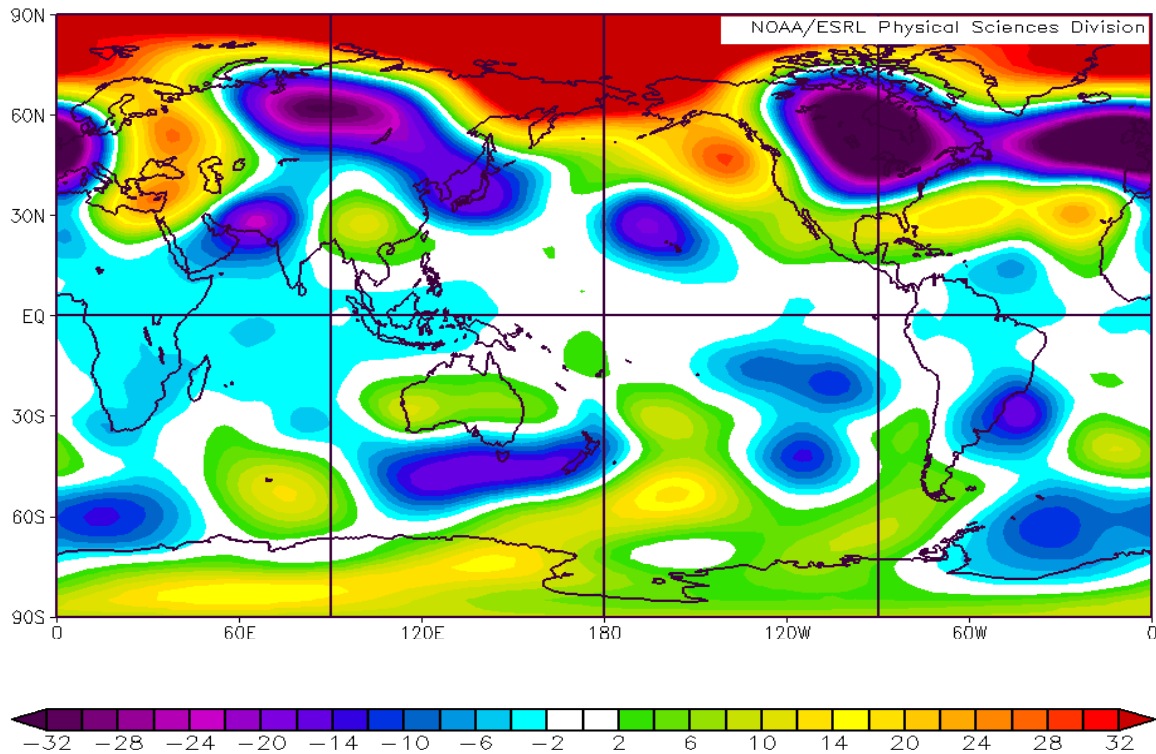 90N
NOAA/ESRL Physical Sciences Division
60N
30N
EQ
30S
60S
90S
0 60E 120E 180 120W 60W 0
-32 -28 -24 -20 -14 -10 -6 -2 2 6 10 14 20 24 28 32